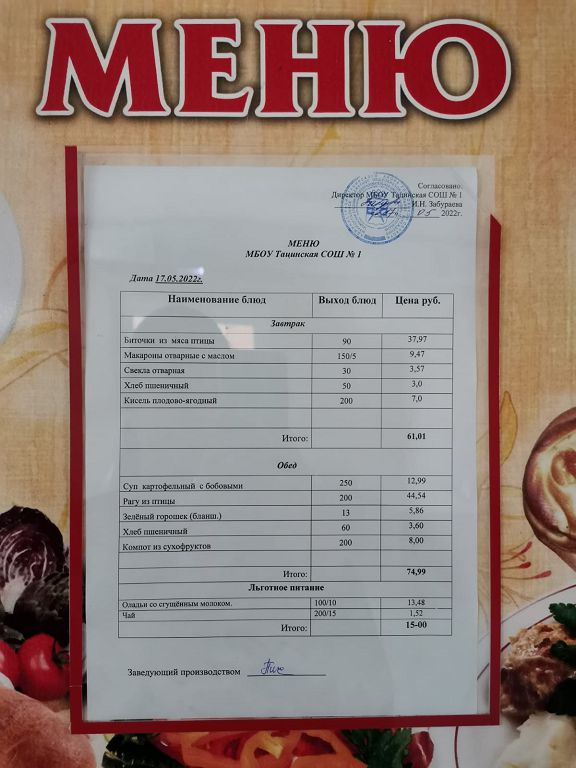 МЕНЮ
Согласовано:
Директор МБОУ Тацинская СОШ № 1
И.Н. Забураева
05 2022г.
МЕНЮ
МБОУ Тацинская СОШ № 1
Дата 17.05.2022г.
Наименование блюд Выход блюд Цена руб.
Завтрак
Биточки из мяса птицы 90 37,97
Макароны отварные с маслом 150/5 9,47
Свекла отварная 30 3,57
Хлеб пшеничный 50 3,0
Кисель плодово-ягодный 200 7,0
Итого: 61,01
Обед
Суп картофельный с бобовыми 250 12,99
Рагу из птицы 200 44,54
Зелёный горошек (бланш.) 13 5,86
Хлеб пшеничный 60 3,60
Компот из сухофруктов 200 8,00
Итого: 74,99
Льготное питание
Оладьи со сгущённым молоком. 100/10 13,48
Чай 200/15 1,52
Итого: 15-00
Заведующий производством